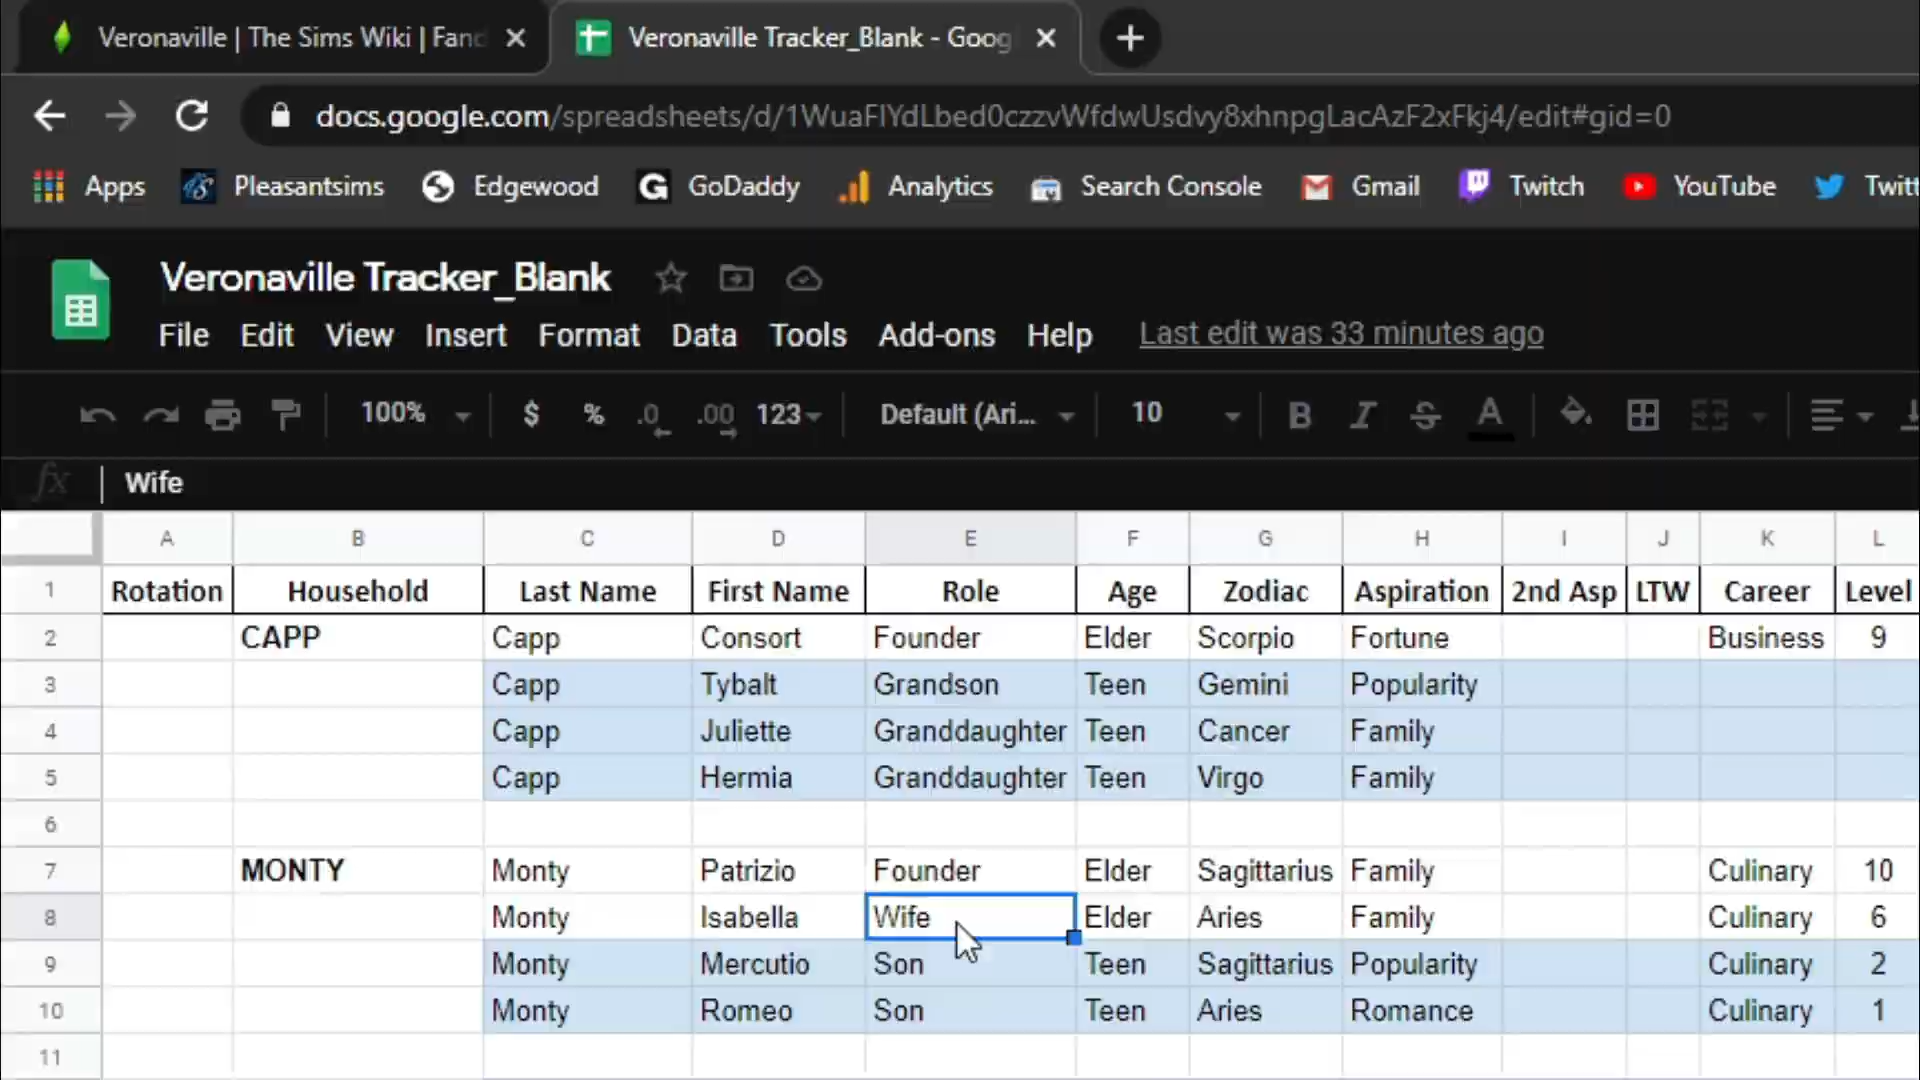 Veronaville | The Sims Wiki | Fand
Veronaville Tracker_Blank - Goog
docs.google.com/spreadsheets/d/1WuaFlYdLbed0czzvWfdwUsdvy8xhnpgLacAzF2xFkj4/edit#gid=0
Apps Pleasantsims Edgewood GoDaddy Analytics Search Console Gmail Twitch YouTube Twitt
Veronaville Tracker_Blank
File Edit View Insert Format Data Tools Add-ons Help Last edit was 33 minutes ago
100% $ % .0 .00 123 Default (Ari... 10 B I S A
fx Wife
A B C D E F G H I J K L
1 Rotation Household Last Name First Name Role Age Zodiac Aspiration 2nd Asp LTW Career Level
2 CAPP Capp Consort Founder Elder Scorpio Fortune Business 9
3 Capp Tybalt Grandson Teen Gemini Popularity
4 Capp Juliette Granddaughter Teen Cancer Family
5 Capp Hermia Granddaughter Teen Virgo Family
6
7 MONTY Monty Patrizio Founder Elder Sagittarius Family Culinary 10
8 Monty Isabella Wife Elder Aries Family Culinary 6
9 Monty Mercutio Son Teen Sagittarius Popularity Culinary 2
10 Monty Romeo Son Teen Aries Romance Culinary 1
11